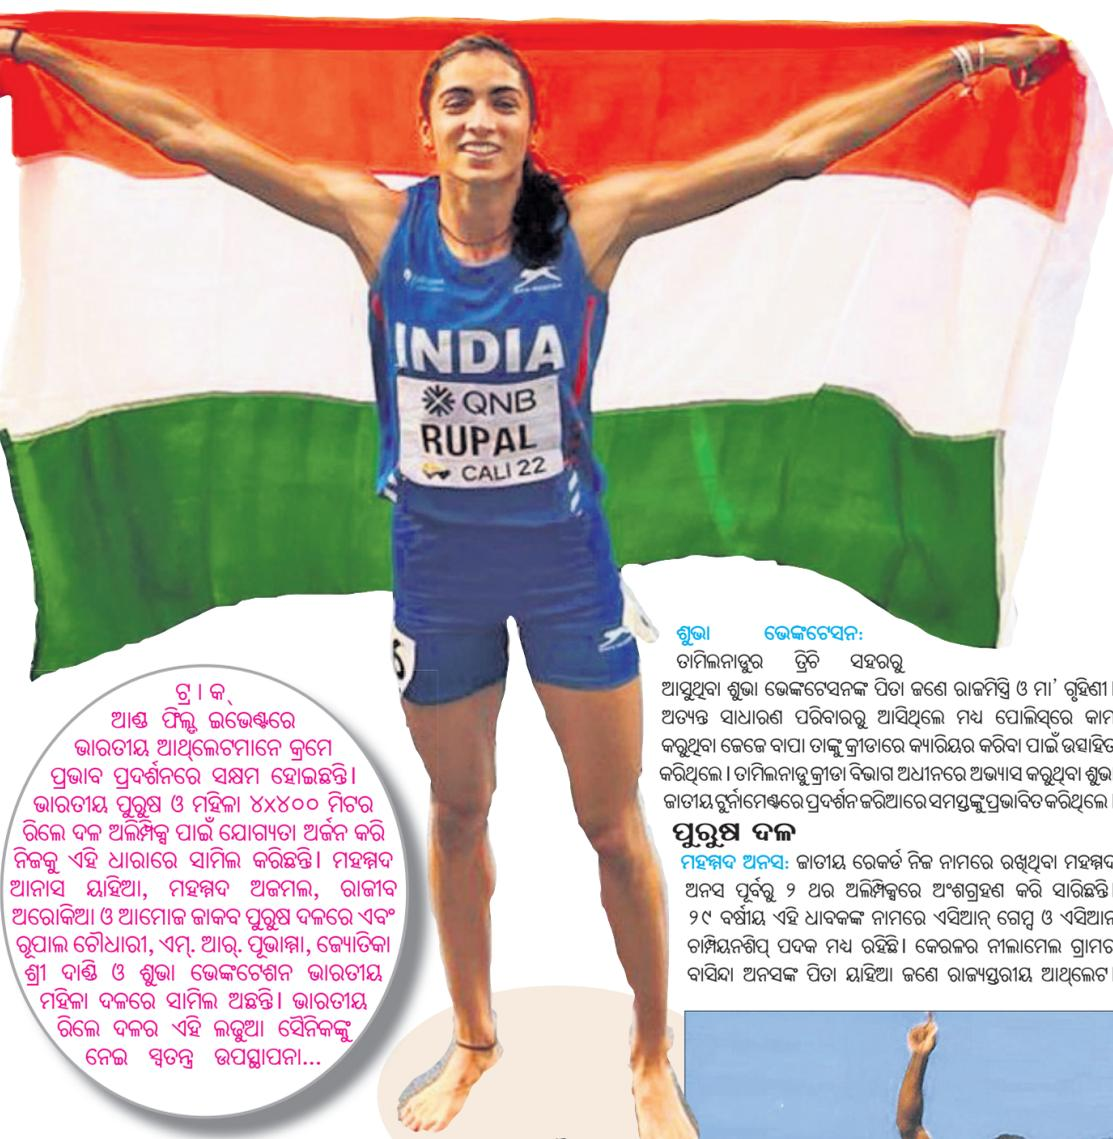 INDIA
QNB
RUPAL
CALI 22
ଟ୍ରାକ୍
ଆଣ୍ଡ ଫିଲ୍ଡ ଇଭେଣ୍ଟରେ
ଭାରତୀୟ ଆଥ୍‌ଲେଟମାନେ କ୍ରମେ
ପ୍ରଭାବ ପ୍ରଦର୍ଶନରେ ସକ୍ଷମ ହୋଇଛନ୍ତି।
ଭାରତୀୟ ପୁରୁଷ ଓ ମହିଳା ୪x୪୦୦ ମିଟର
ରିଲେ ଦଳ ଅଲିମ୍ପିକ୍ସ ପାଇଁ ଯୋଗ୍ୟତା ଅର୍ଜନ କରି
ନିଜକୁ ଏହି ଧାରାରେ ସାମିଲ କରିଛନ୍ତି। ମହମ୍ମଦ
ଆନାସ ୟାହିଆ, ମହମ୍ମଦ ଅଜମଲ, ରାଜୀବ
ଅରୋକିଆ ଓ ଆମୋଜ ଜାକବ ପୁରୁଷ ଦଳରେ ଏବଂ
ରୂପାଲ ଚୌଧାରୀ, ଏମ୍. ଆର୍. ପୂଭାମ୍ମା, ଜ୍ୟୋତିକା
ଶ୍ରୀ ଦାଣ୍ଡି ଓ ଶୁଭା ଭେଙ୍କଟେଶନ ଭାରତୀୟ
ମହିଳା ଦଳରେ ସାମିଲ ଅଛନ୍ତି। ଭାରତୀୟ
ରିଲେ ଦଳର ଏହି ଲଢୁଆ ସୈନିକଙ୍କୁ
ନେଇ ସ୍ୱତନ୍ତ୍ର ଉପସ୍ଥାପନା...
ଶୁଭା ଭେଙ୍କଟେସନ:
ତାମିଲନାଡୁର ତ୍ରିଚି ସହରରୁ
ଆସୁଥିବା ଶୁଭା ଭେଙ୍କଟେସନଙ୍କ ପିତା ଜଣେ ରାଜମିସ୍ତ୍ରି ଓ ମା' ଗୃହିଣୀ।
ଅତ୍ୟନ୍ତ ସାଧାରଣ ପରିବାରରୁ ଆସିଥିଲେ ମଧ୍ୟ ପୋଲିସ୍‌ରେ କାମ
କରୁଥିବା ଜେଜେ ବାପା ତାଙ୍କୁ କ୍ରୀଡାରେ କ୍ୟାରିୟର କରିବା ପାଇଁ ଉତ୍ସାହିତ
କରିଥିଲେ। ତାମିଲନାଡୁ କ୍ରୀଡା ବିଭାଗ ଅଧୀନରେ ଅଭ୍ୟାସ କରୁଥିବା ଶୁଭା
ଜାତୀୟ ଟୁର୍ନାମେଣ୍ଟରେ ପ୍ରଦର୍ଶନ ଜରିଆରେ ସମସ୍ତଙ୍କୁ ପ୍ରଭାବିତ କରିଥିଲେ।
ପୁରୁଷ ଦଳ
ମହମ୍ମଦ ଅନସ: ଜାତୀୟ ରେକର୍ଡ ନିଜ ନାମରେ ରଖିଥିବା ମହମ୍ମଦ
ଅନସ ପୂର୍ବରୁ ୨ ଥର ଅଲିମ୍ପିକ୍ସରେ ଅଂଶଗ୍ରହଣ କରି ସାରିଛନ୍ତି।
୨୯ ବର୍ଷୀୟ ଏହି ଧାବକଙ୍କ ନାମରେ ଏସିଆନ୍ ଗେମ୍ସ ଓ ଏସିଆନ
ଚାମ୍ପିୟନଶିପ୍ ପଦକ ମଧ୍ୟ ରହିଛି। କେରଳର ନୀଲାମେଲ ଗ୍ରାମର
ବାସିନ୍ଦା ଅନସଙ୍କ ପିତା ୟାହିଆ ଜଣେ ରାଜ୍ୟସ୍ତରୀୟ ଆଥ୍‌ଲେଟ।